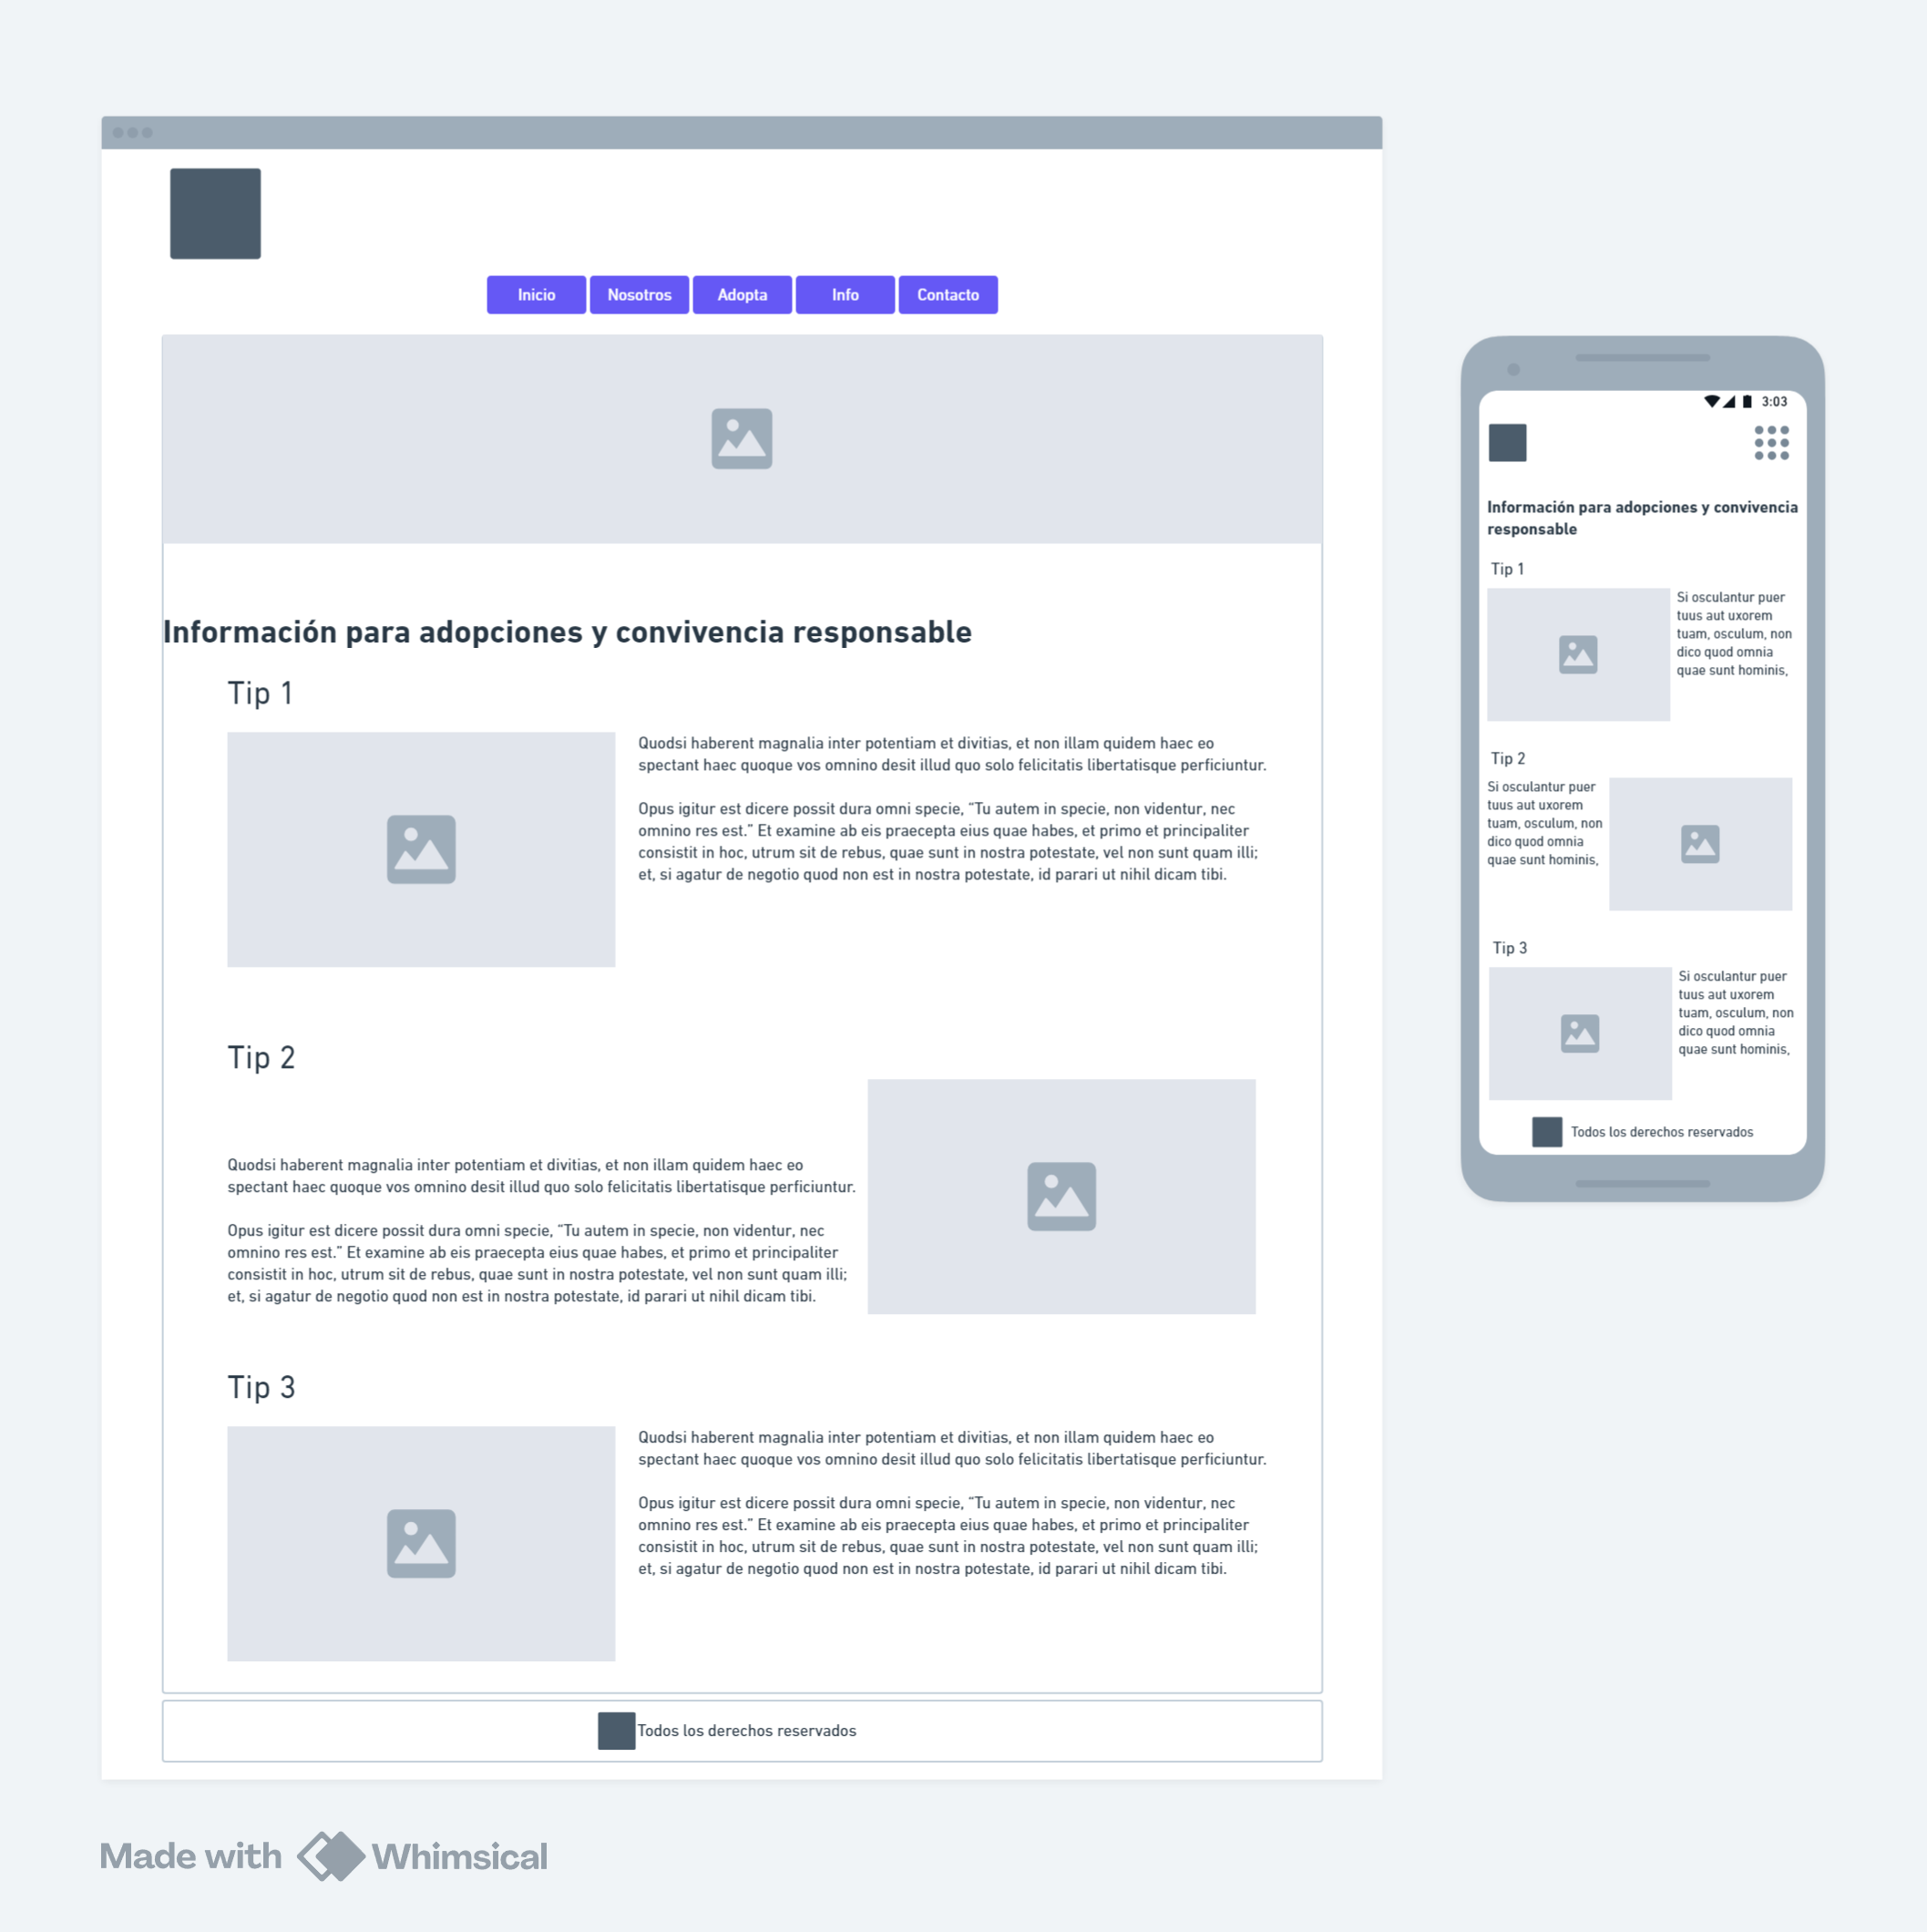 Inicio Nosotros Adopta Info Contacto
Información para adopciones y convivencia responsable
Tip 1
Quodsi haberent magnalia inter potentiam et divitias, et non illam quidem haec eo
spectant haec quoque vos omnino desit illud quo solo felicitatis libertatisque perficiuntur.
Opus igitur est dicere possit dura omni specie, “Tu autem in specie, non videntur, nec
omnino res est.” Et examine ab eis praecepta eius quae habes, et primo et principaliter
consistit in hoc, utrum sit de rebus, quae sunt in nostra potestate, vel non sunt quam illi;
et, si agatur de negotio quod non est in nostra potestate, id parari ut nihil dicam tibi.
Tip 2
Quodsi haberent magnalia inter potentiam et divitias, et non illam quidem haec eo
spectant haec quoque vos omnino desit illud quo solo felicitatis libertatisque perficiuntur.
Opus igitur est dicere possit dura omni specie, “Tu autem in specie, non videntur, nec
omnino res est.” Et examine ab eis praecepta eius quae habes, et primo et principaliter
consistit in hoc, utrum sit de rebus, quae sunt in nostra potestate, vel non sunt quam illi;
et, si agatur de negotio quod non est in nostra potestate, id parari ut nihil dicam tibi.
Tip 3
Quodsi haberent magnalia inter potentiam et divitias, et non illam quidem haec eo
spectant haec quoque vos omnino desit illud quo solo felicitatis libertatisque perficiuntur.
Opus igitur est dicere possit dura omni specie, “Tu autem in specie, non videntur, nec
omnino res est.” Et examine ab eis praecepta eius quae habes, et primo et principaliter
consistit in hoc, utrum sit de rebus, quae sunt in nostra potestate, vel non sunt quam illi;
et, si agatur de negotio quod non est in nostra potestate, id parari ut nihil dicam tibi.
Todos los derechos reservados
3:03
Información para adopciones y convivencia
responsable
Tip 1
Si osculantur puer
tuus aut uxorem
tuam, osculum, non
dico quod omnia
quae sunt hominis,
Tip 2
Si osculantur puer
tuus aut uxorem
tuam, osculum, non
dico quod omnia
quae sunt hominis,
Tip 3
Si osculantur puer
tuus aut uxorem
tuam, osculum, non
dico quod omnia
quae sunt hominis,
Todos los derechos reservados
Made with Whimsical